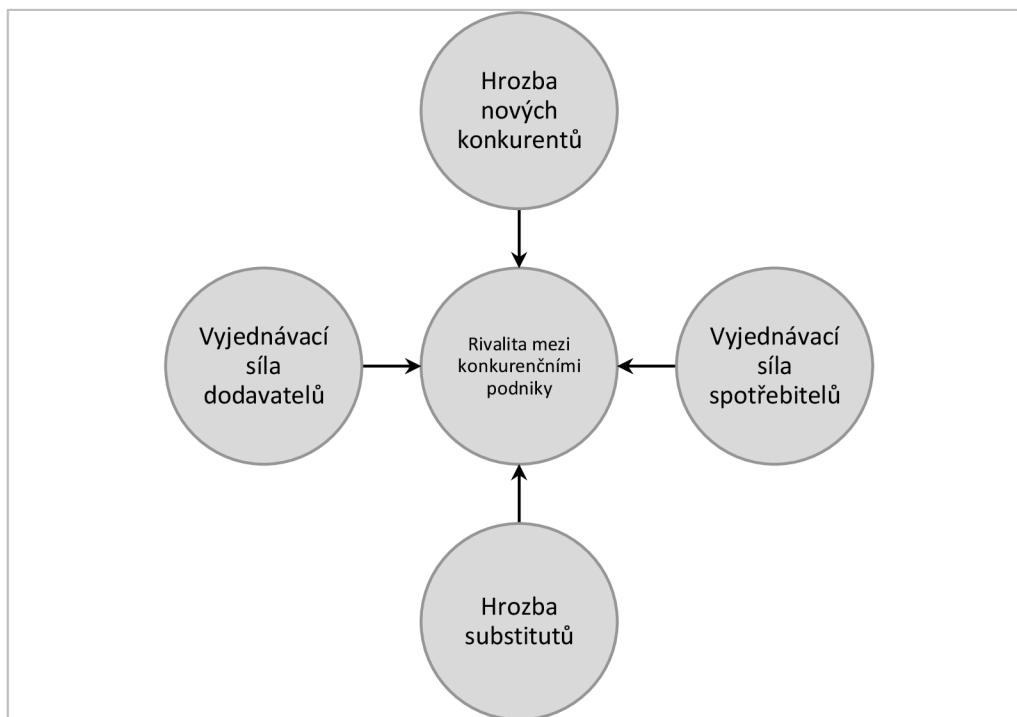 Hrozba
nových
konkurentů
Vyjednávací
síla
dodavatelů
Rivalita mezi
konkurenčními
podniky
Vyjednávací
síla
spotřebitelů
Hrozba
substitutů